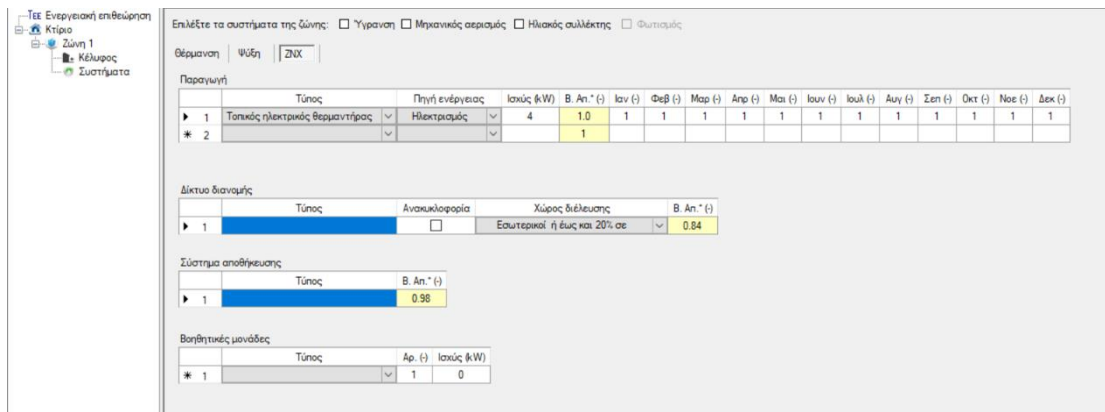 ΤΕΕ Ενεργειακή επιθεώρηση
Κτίριο
Ζώνη 1
Κέλυφος
Συστήματα
Επιλέξτε τα συστήματα της ζώνης: Ύγρανση Μηχανικός αερισμός Ηλιακός συλλέκτης Φωτισμός
Θέρμανση Ψύξη ΖΝΧ
Παραγωγή
Τύπος Πηγή ενέργειας Ισχύς (kW) Β. Απ.* (-) Ιαν (-) Φεβ (-) Μαρ (-) Απρ (-) Μαι (-) Ιουν (-) Ιουλ (-) Αυγ (-) Σεπ (-) Οκτ (-) Νοε (-) Δεκ (-)
1 Τοπικός ηλεκτρικός θερμαντήρας Ηλεκτρισμός 4 1.0 1 1 1 1 1 1 1 1 1 1 1 1
* 2 1
Δίκτυο διανομής
Τύπος Ανακυκλοφορία Χώρος διέλευσης Β. Απ.* (-)
1 Εσωτερικοί ή έως και 20% σε 0.84
Σύστημα αποθήκευσης
Τύπος Β. Απ.* (-)
1 0.98
Βοηθητικές μονάδες
Τύπος Αρ. (-) Ισχύς (kW)
* 1 1 0